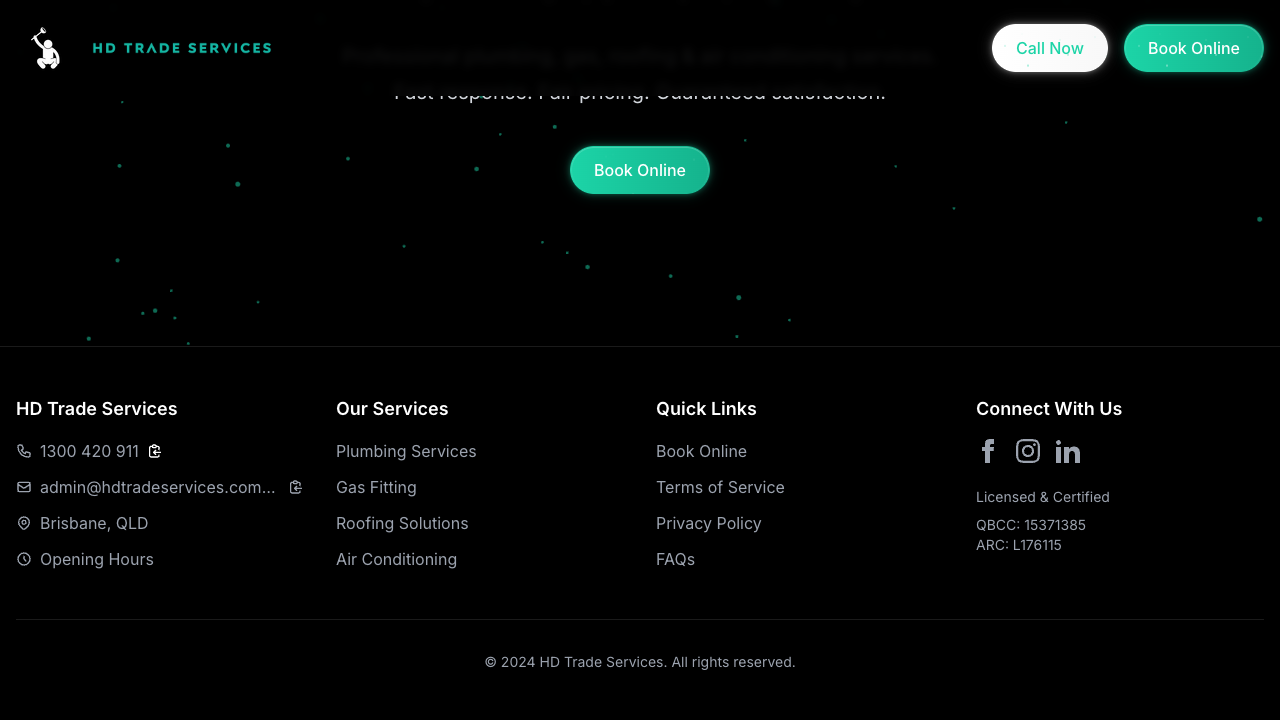 HD TRADE SERVICES
Call Now
Book Online
Fast response. Fair pricing. Guaranteed satisfaction.
Book Online
HD Trade Services
1300 420 911
admin@hdtradeservices.com...
Brisbane, QLD
Opening Hours
Our Services
Plumbing Services
Gas Fitting
Roofing Solutions
Air Conditioning
Quick Links
Book Online
Terms of Service
Privacy Policy
FAQs
Connect With Us
Licensed & Certified
QBCC: 15371385
ARC: L176115
© 2024 HD Trade Services. All rights reserved.